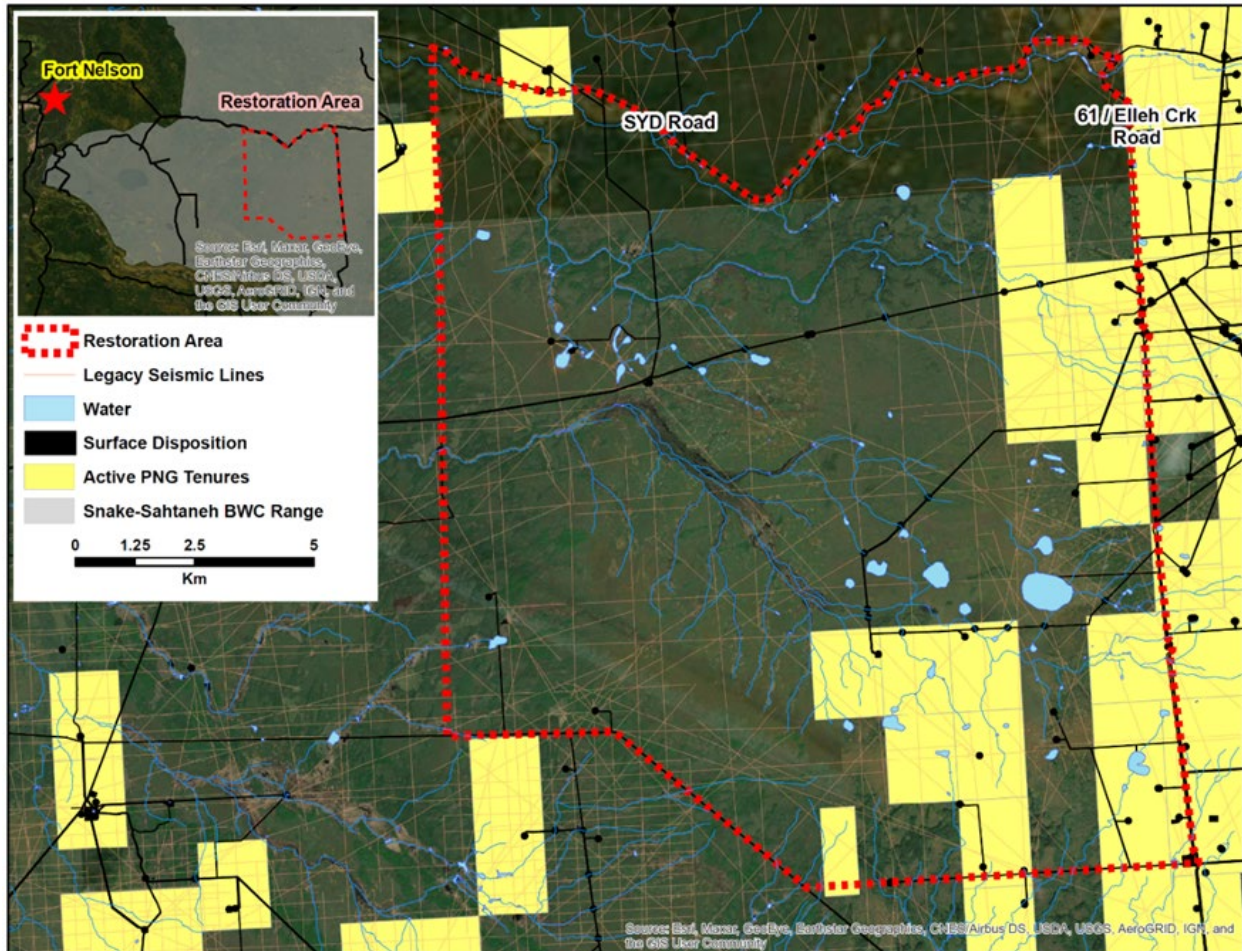 Fort Nelson
Restoration Area
Source: Esri, Maxar, GeoEye,
Earthstar Geographics,
CNES/Airbus DS, USDA,
USGS, AeroGRID, IGN, and
the GIS User Community
Restoration Area
Legacy Seismic Lines
Water
Surface Disposition
Active PNG Tenures
Snake-Sahtaneh BWC Range
0 1.25 2.5 5
Km
SYD Road
61 / Elleh Crk
Road
Source: Esri, Maxar, GeoEye, Earthstar Geographics, CNES/Airbus DS, USDA, USGS, AeroGRID, IGN, and
the GIS User Community